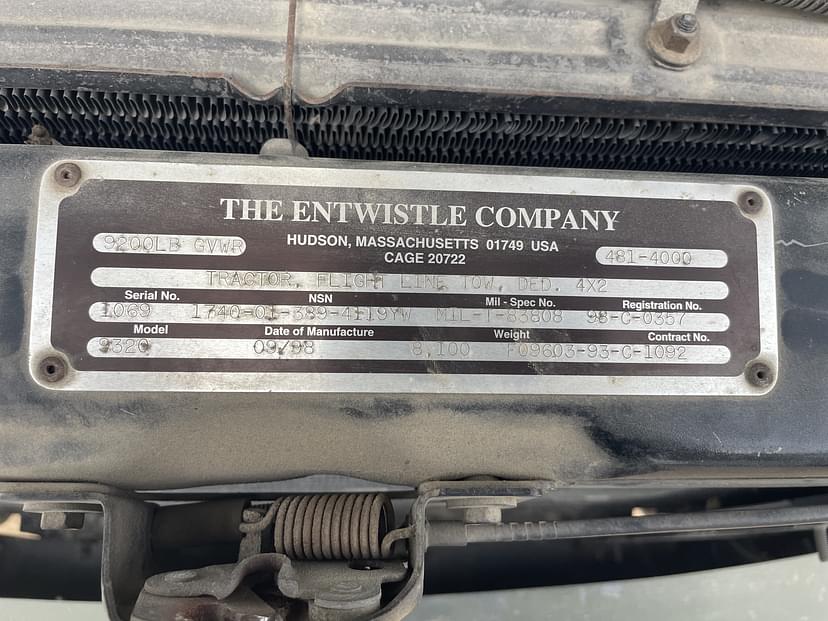 THE ENTWISTLE COMPANY
9200LB GVWR HUDSON, MASSACHUSETTS 01749 USA 481-4000
CAGE 20722
TRACTOR, FLIGHT LINE TOW, DED. 4X2
Serial No. NSN Mil - Spec No. Registration No.
1069 1740-01-389-4119YW MIL-T-83808 98-C-0357
Model Date of Manufacture Weight Contract No.
9320 09/98 8,100 F09603-93-C-1092